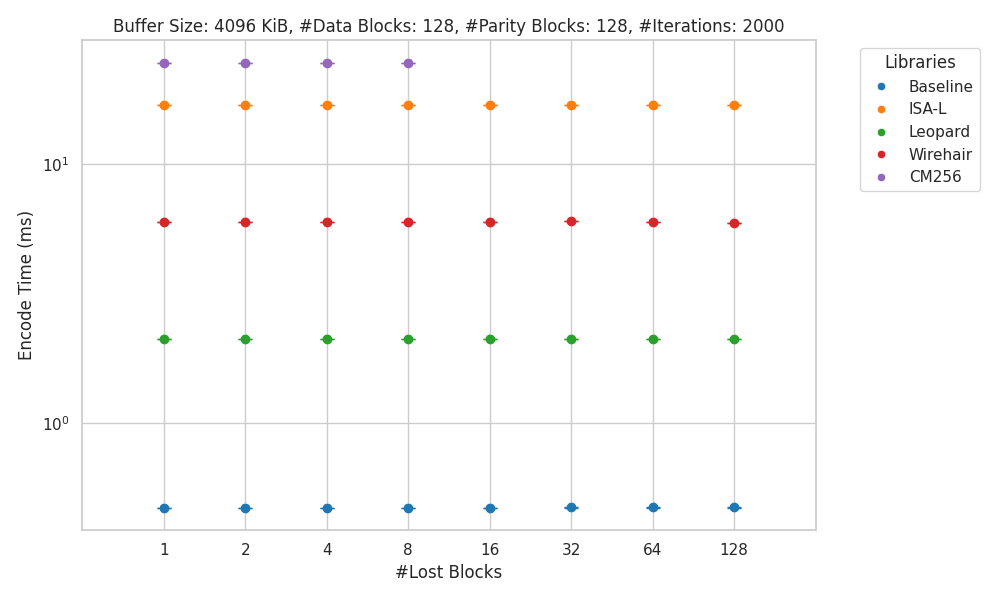 Buffer Size: 4096 KiB, #Data Blocks: 128, #Parity Blocks: 128, #Iterations: 2000
Encode Time (ms)
10¹
10⁰
1 2 4 8 16 32 64 128
#Lost Blocks
Libraries
Baseline
ISA-L
Leopard
Wirehair
CM256